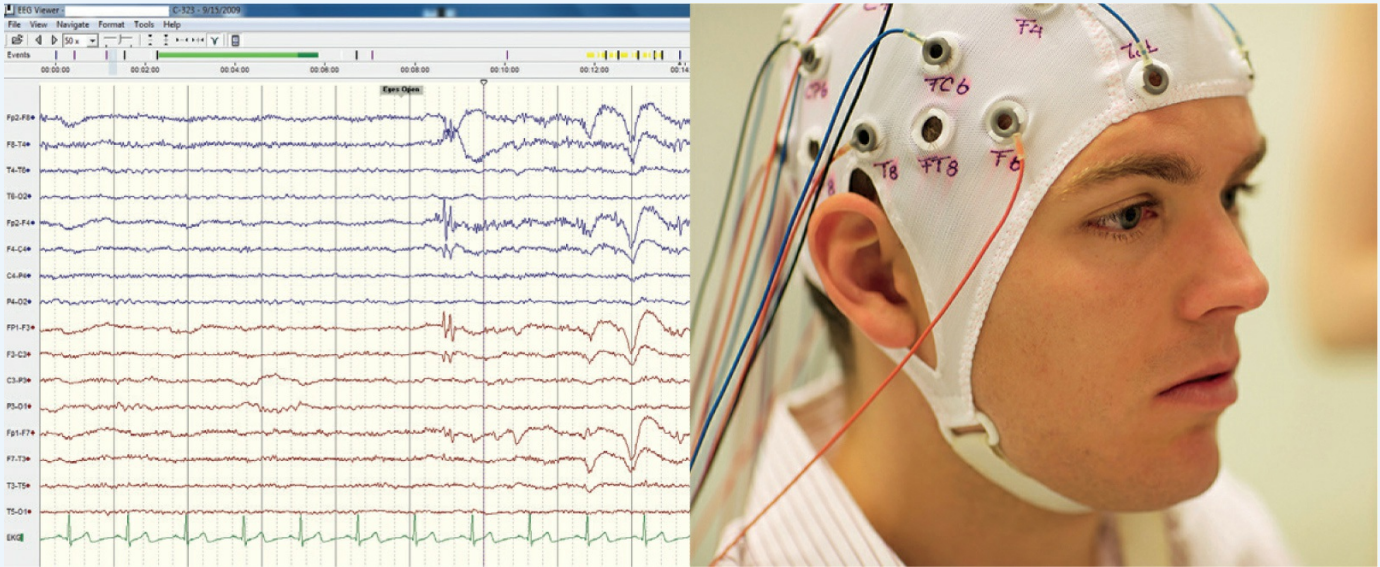 EEG Viewer - C-323 - 9/15/2009
File View Navigate Format Tools Help
50 x
Events
00:00:00 00:02:00 00:04:00 00:06:00 00:08:00 00:10:00 00:12:00 00:14
Eyes Open
Fp2-F8
F8-T4
T4-T6
T6-O2
Fp2-F4
F4-C4
C4-P4
P4-O2
FP1-F3
F3-C3
C3-P3
P3-O1
Fp1-F7
F7-T3
T3-T5
T5-O1
EKG
F4
CP6
FC6
T8
FT8
F6
8